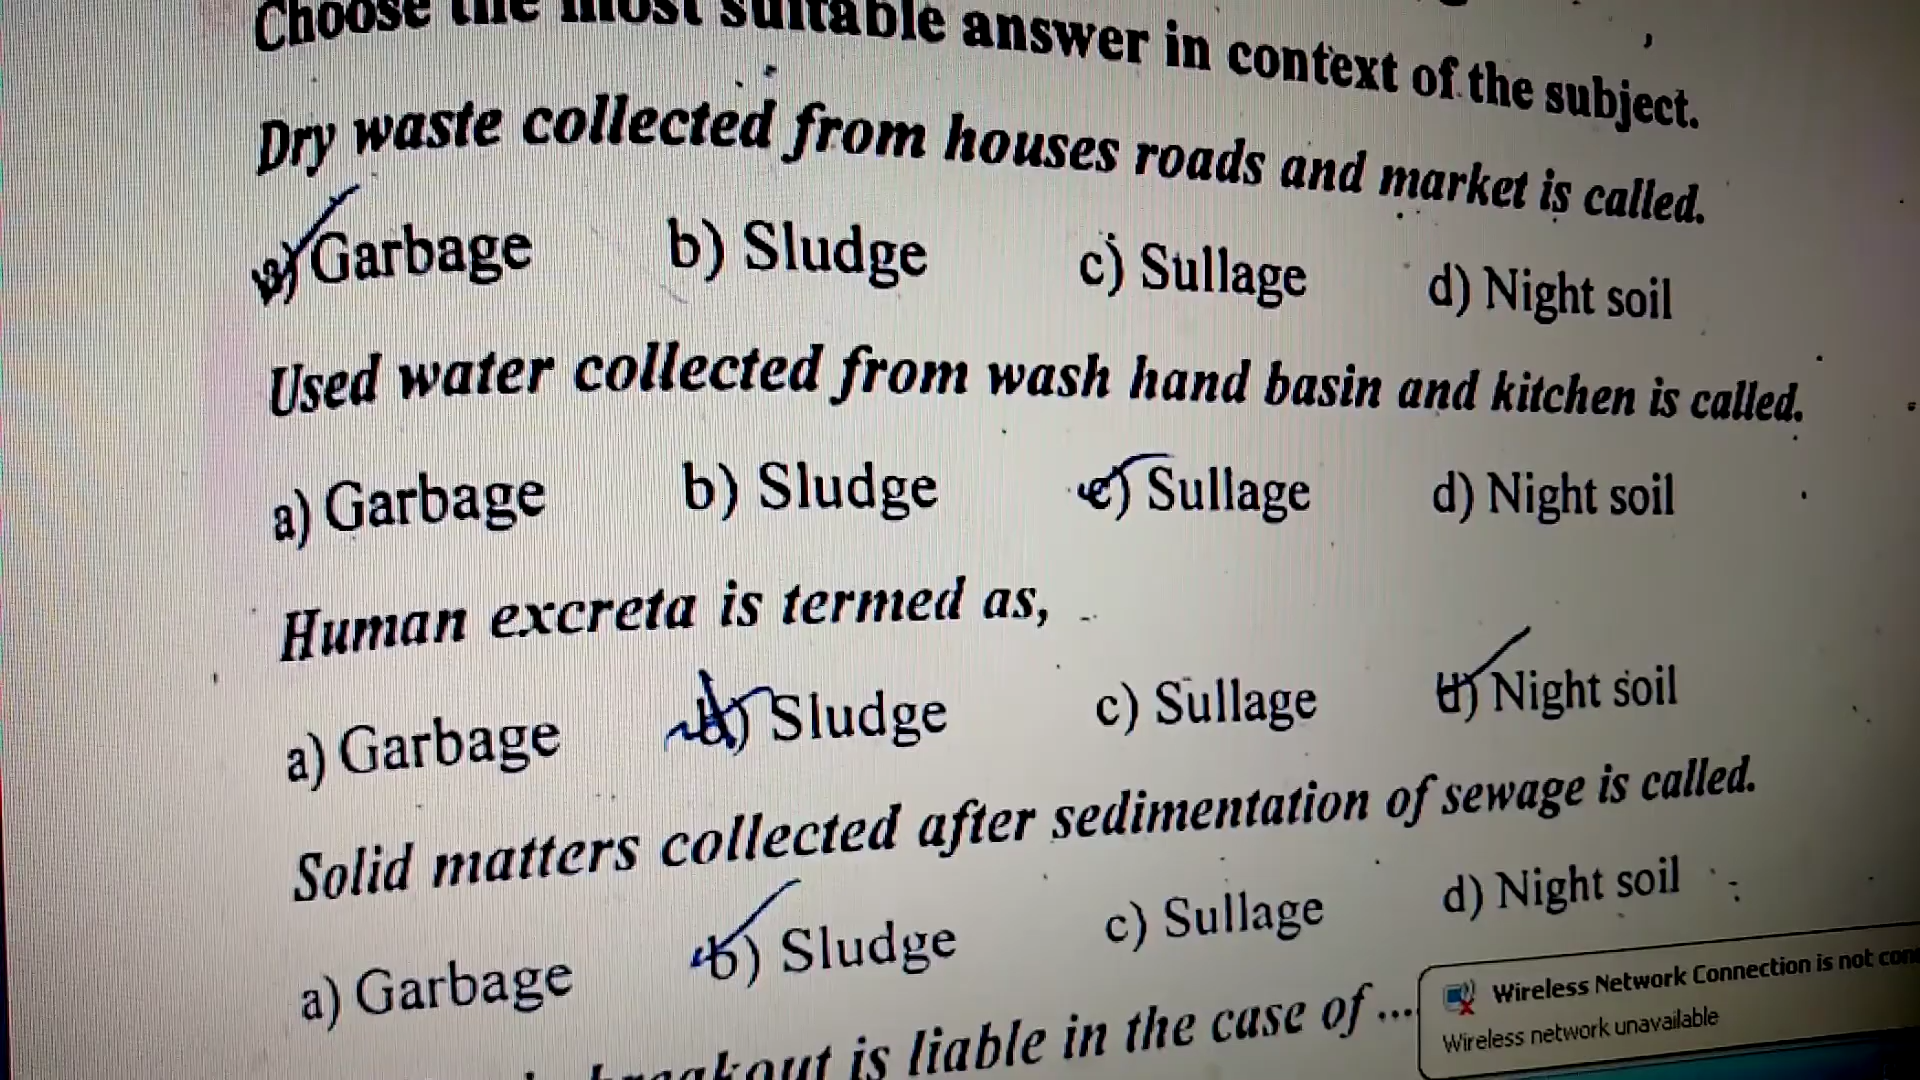 Choose the most suitable answer in context of the subject.
Dry waste collected from houses roads and market is called.
a) Garbage b) Sludge c) Sullage d) Night soil
Used water collected from wash hand basin and kitchen is called.
a) Garbage b) Sludge c) Sullage d) Night soil
Human excreta is termed as,
a) Garbage b) Sludge c) Sullage d) Night soil
Solid matters collected after sedimentation of sewage is called.
a) Garbage b) Sludge c) Sullage d) Night soil
breakout is liable in the case of ...
Wireless Network Connection is not
Wireless network unavailable